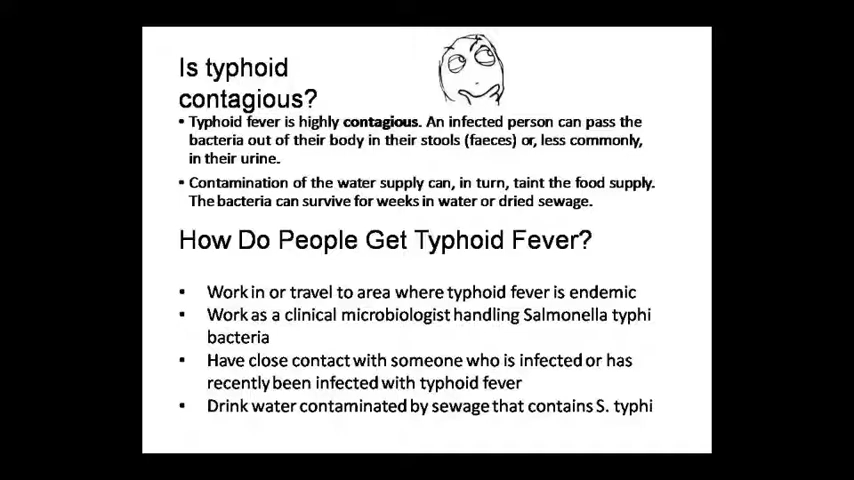 Is typhoid
contagious?
• Typhoid fever is highly contagious. An infected person can pass the
bacteria out of their body in their stools (faeces) or, less commonly,
in their urine.
• Contamination of the water supply can, in turn, taint the food supply.
The bacteria can survive for weeks in water or dried sewage.
How Do People Get Typhoid Fever?
• Work in or travel to area where typhoid fever is endemic
• Work as a clinical microbiologist handling Salmonella typhi
bacteria
• Have close contact with someone who is infected or has
recently been infected with typhoid fever
• Drink water contaminated by sewage that contains S. typhi